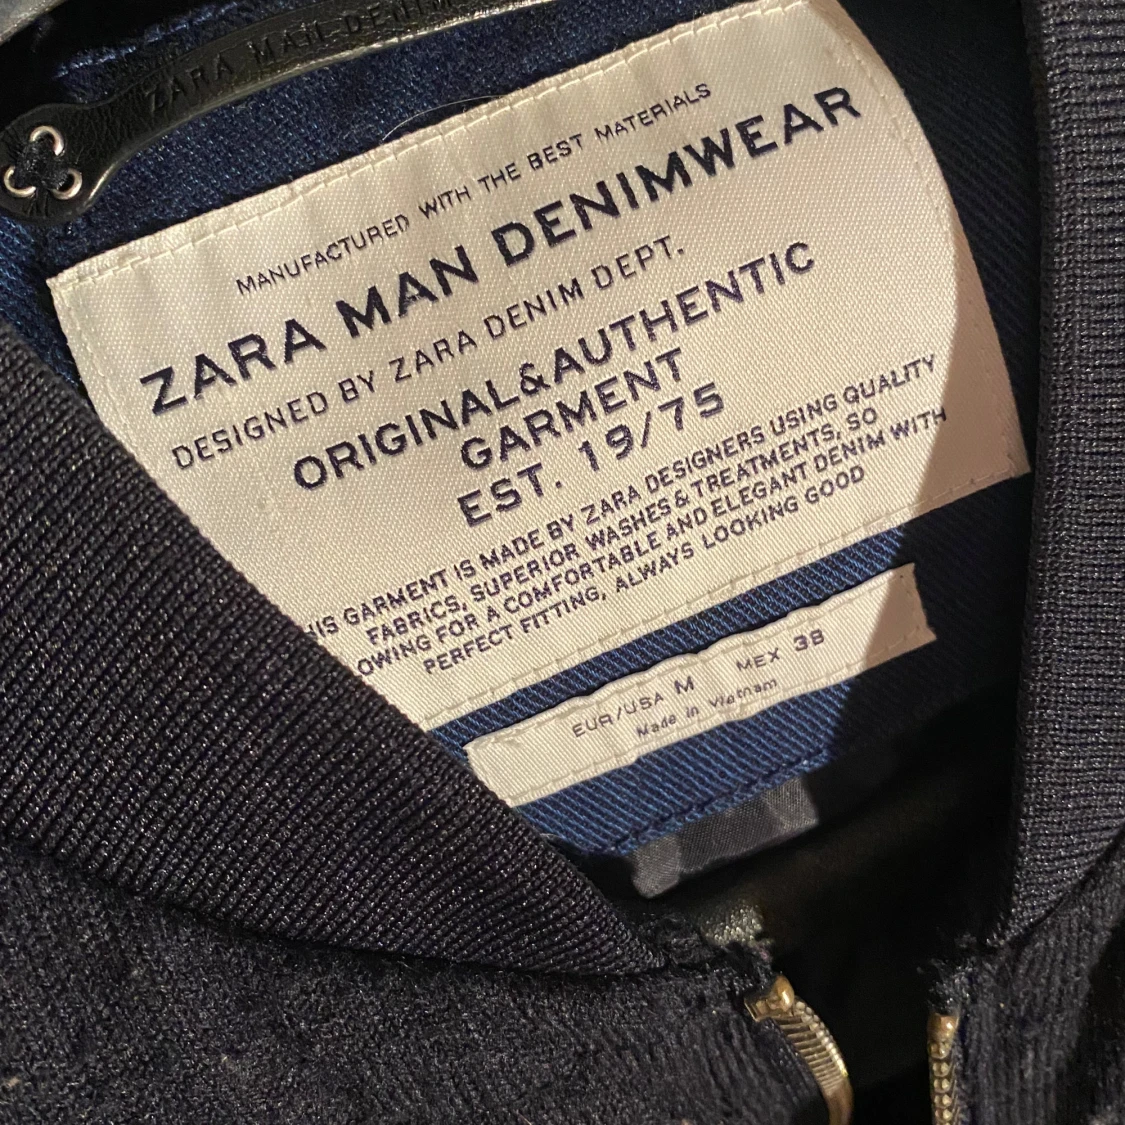 ZARA MAN DENIM
MANUFACTURED WITH THE BEST MATERIALS
ZARA MAN DENIMWEAR
DESIGNED BY ZARA DENIM DEPT.
ORIGINAL&AUTHENTIC
GARMENT
EST. 19/75
GARMENT IS MADE BY ZARA DESIGNERS USING QUALITY
FABRICS, SUPERIOR WASHES & TREATMENTS, SO
FOR A COMFORTABLE AND ELEGANT DENIM WITH
PERFECT FITTING, ALWAYS LOOKING GOOD
EUR/USA M MEX 38
Made in Vietnam